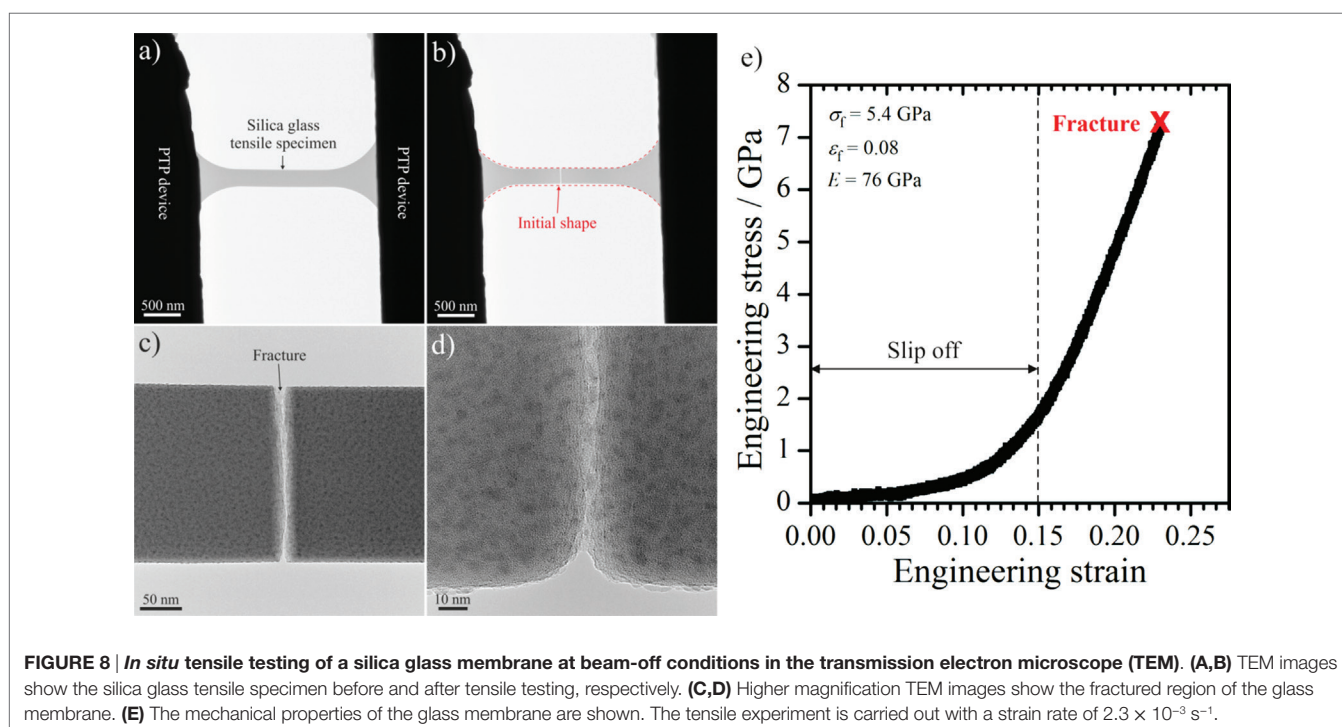 a)
Silica glass
tensile specimen
PTP device
PTP device
500 nm
b)
Initial shape
500 nm
c)
Fracture
50 nm
d)
10 nm
e)
8
7
6
5
4
3
2
1
0
Engineering stress / GPa
σf = 5.4 GPa
εf = 0.08
E = 76 GPa
Fracture X
Slip off
0.00 0.05 0.10 0.15 0.20 0.25
Engineering strain
FIGURE 8 | In situ tensile testing of a silica glass membrane at beam-off conditions in the transmission electron microscope (TEM). (A,B) TEM images
show the silica glass tensile specimen before and after tensile testing, respectively. (C,D) Higher magnification TEM images show the fractured region of the glass
membrane. (E) The mechanical properties of the glass membrane are shown. The tensile experiment is carried out with a strain rate of 2.3 × 10⁻³ s⁻¹.